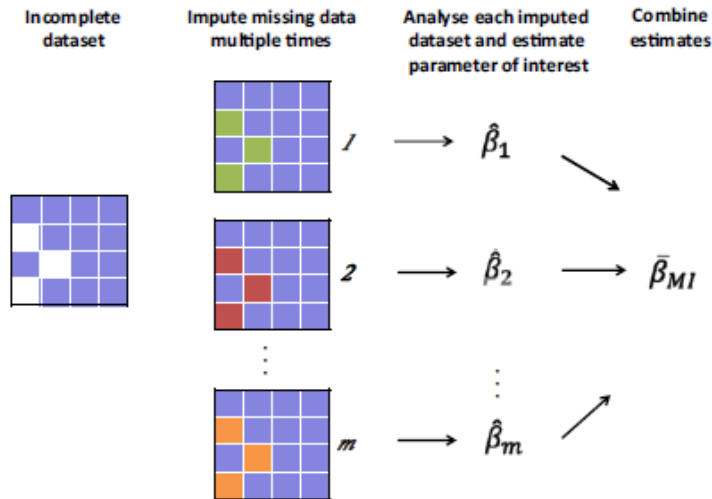 Incomplete
dataset
Impute missing data
multiple times
Analyse each imputed
dataset and estimate
parameter of interest
Combine
estimates
1
β̂₁
2
β̂₂
β̄_MI
⋮
⋮
m
β̂ₘ